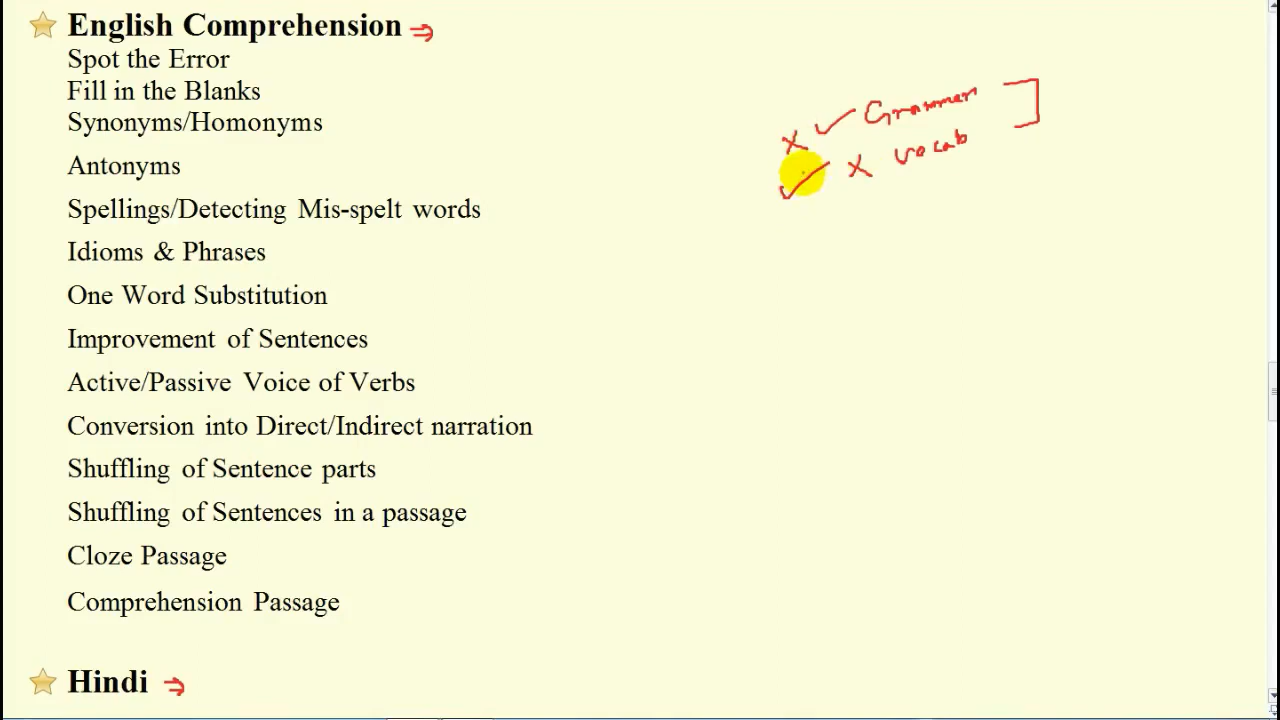 English Comprehension
Spot the Error
Fill in the Blanks
Grammer
Synonyms/Homonyms
Vocab
Antonyms
Spellings/Detecting Mis-spelt words
Idioms & Phrases
One Word Substitution
Improvement of Sentences
Active/Passive Voice of Verbs
Conversion into Direct/Indirect narration
Shuffling of Sentence parts
Shuffling of Sentences in a passage
Cloze Passage
Comprehension Passage
Hindi